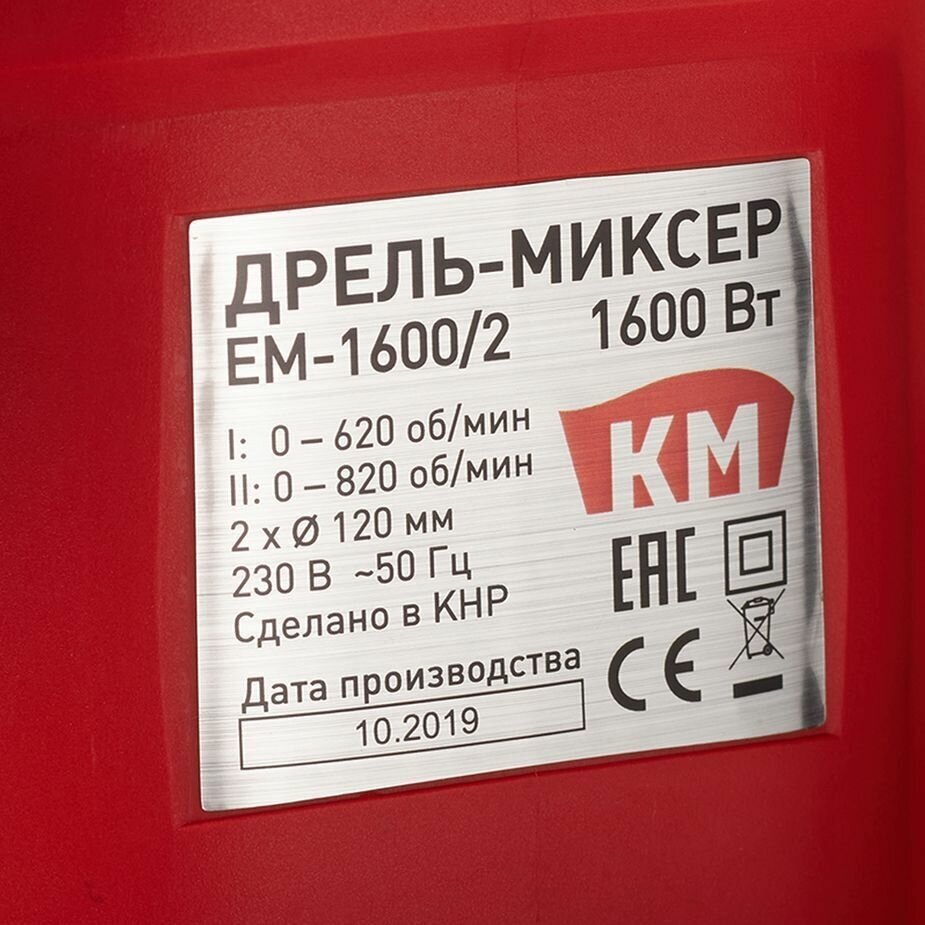 ДРЕЛЬ-МИКСЕР
ЕМ-1600/2 1600 Вт
I: 0 – 620 об/мин
II: 0 – 820 об/мин
2 x Ø 120 мм
230 В ~50 Гц
Сделано в КНР
КМ
ЕАС
CE
Дата производства
10.2019